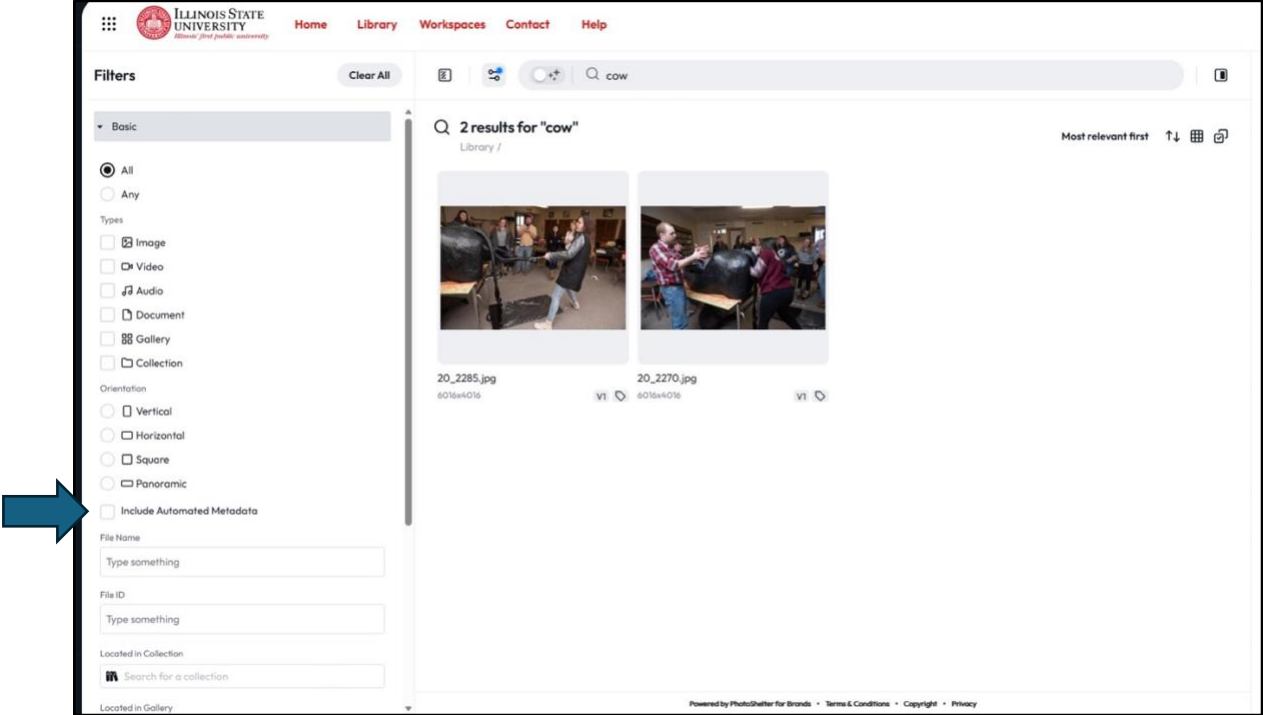 ILLINOIS STATE
UNIVERSITY
Illinois' first public university
Home Library Workspaces Contact Help
Filters
Clear All
cow
Basic
All
Any
Types
Image
Video
Audio
Document
Gallery
Collection
Orientation
Vertical
Horizontal
Square
Panoramic
Include Automated Metadata
File Name
Type something
File ID
Type something
Located in Collection
Search for a collection
Located in Gallery
2 results for "cow"
Library /
Most relevant first
20_2285.jpg
6016x4016 V1
20_2270.jpg
6016x4016 V1
Powered by PhotoShelter for Brands • Terms & Conditions • Copyright • Privacy